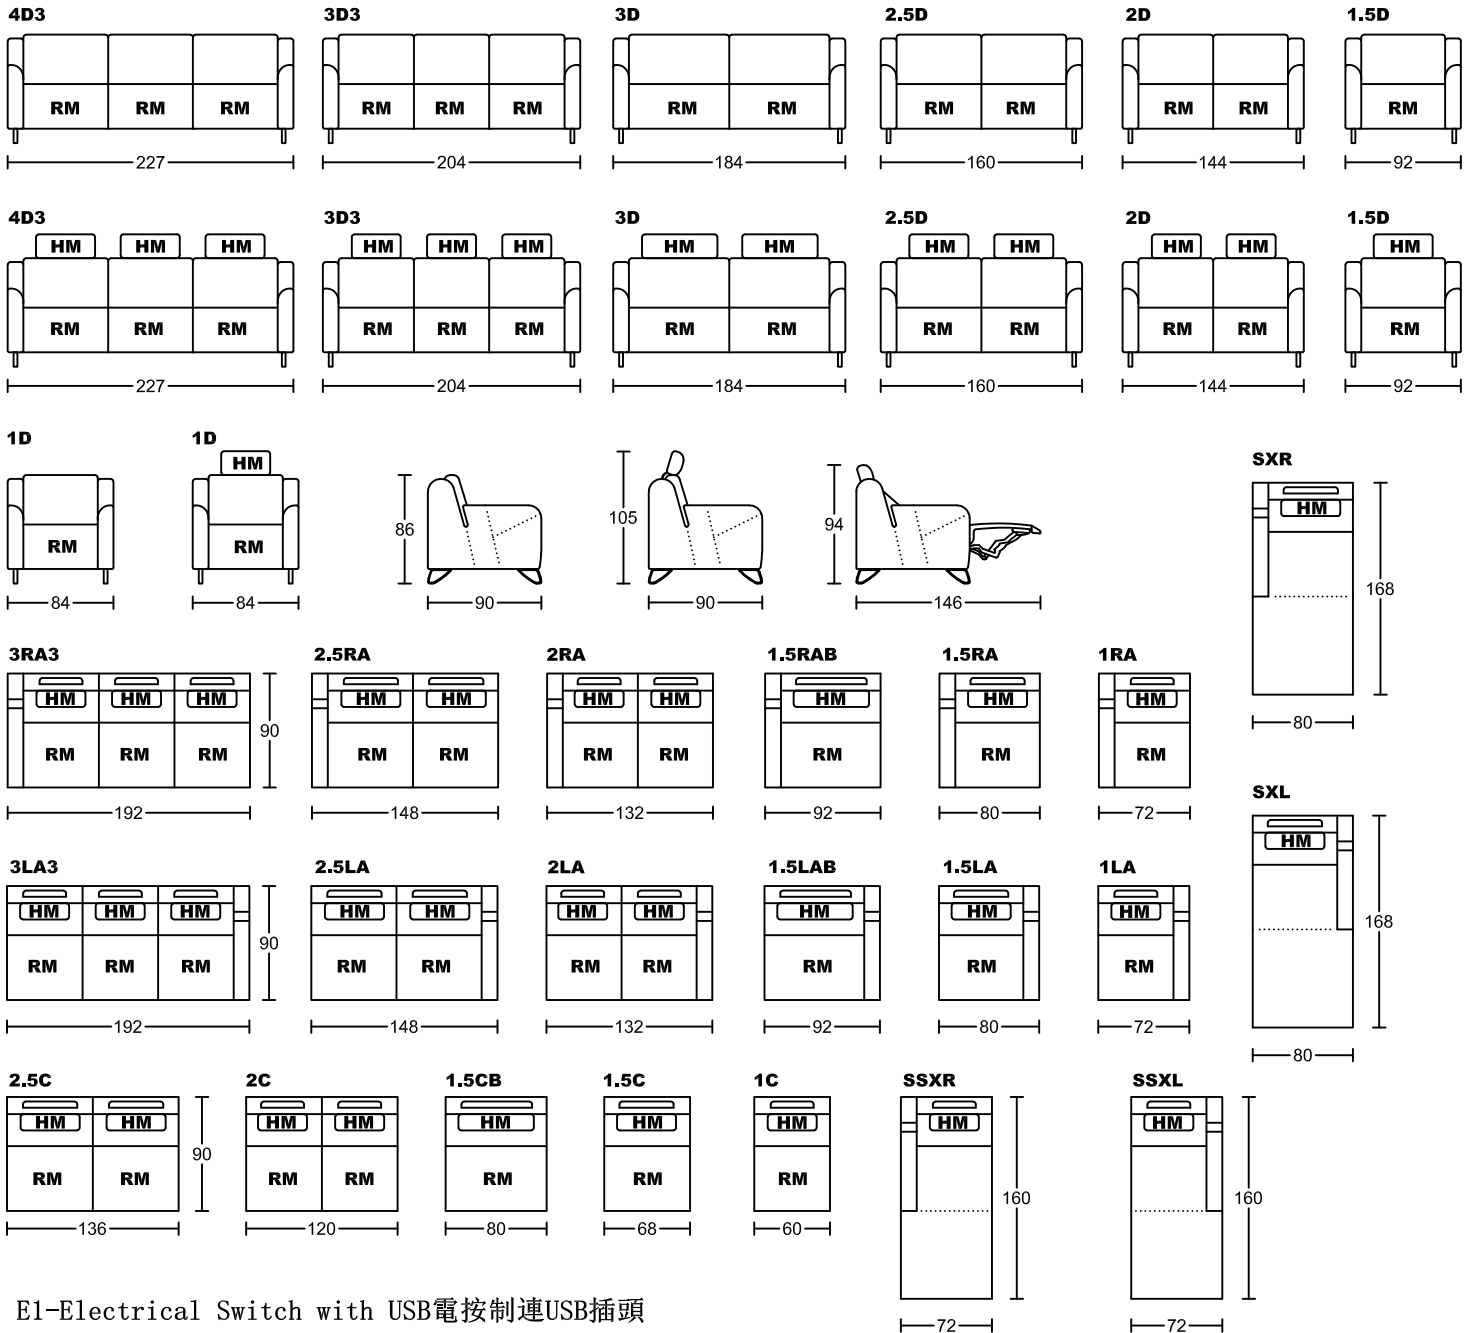 4D3 3D3 3D 2.5D 2D 1.5D
RM RM RM RM RM RM RM RM RM RM RM RM RM
227 204 184 160 144 92
4D3 3D3 3D 2.5D 2D 1.5D
HM HM HM HM HM HM HM HM HM HM HM HM HM
RM RM RM RM RM RM RM RM RM RM RM RM RM
227 204 184 160 144 92
1D 1D
HM
SXR
HM
86 105 94
RM RM
168
84 84 90 90 146
3RA3 2.5RA 2RA 1.5RAB 1.5RA 1RA
HM HM HM HM HM HM HM HM HM HM
80
90
RM RM RM RM RM RM RM RM RM RM
SXL
192 148 132 92 80 72
HM
3LA3 2.5LA 2LA 1.5LAB 1.5LA 1LA
HM HM HM HM HM HM HM HM HM HM
168
90
RM RM RM RM RM RM RM RM RM RM
192 148 132 92 80 72
80
2.5C 2C 1.5CB 1.5C 1C SSXR SSXL
HM HM HM HM HM HM HM HM HM
90
RM RM RM RM RM RM RM
160 160
136 120 80 68 60
E1-Electrical Switch with USB電按制連USB插頭
72 72